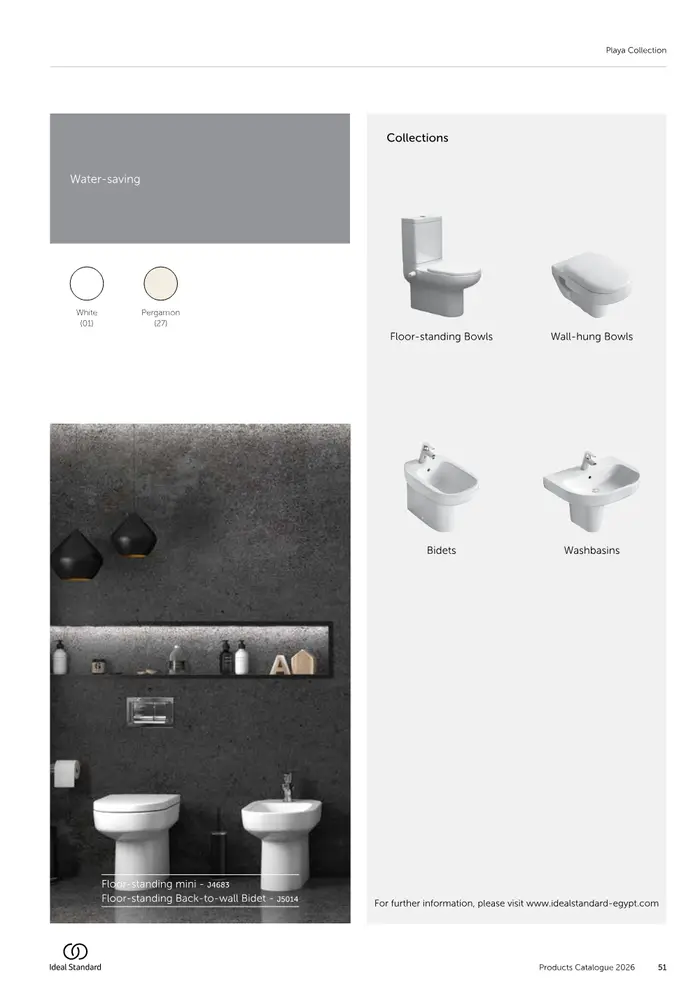 Playa Collection
Water-saving
White
(01)
Pergamon
(27)
Collections
Floor-standing Bowls
Wall-hung Bowls
Bidets
Washbasins
A
Floor-standing mini - J4683
Floor-standing Back-to-wall Bidet - J5014
For further information, please visit www.idealstandard-egypt.com
Ideal Standard
Products Catalogue 2026
51